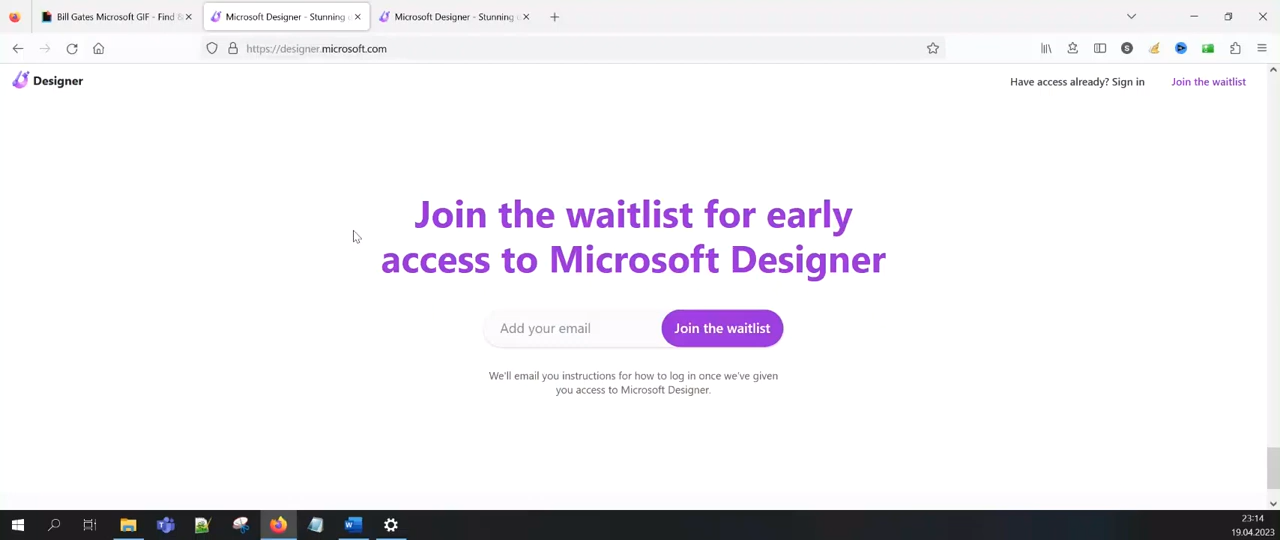 Bill Gates Microsoft GIF - Find &
Microsoft Designer - Stunning
Microsoft Designer - Stunning
https://designer.microsoft.com
Designer
Have access already? Sign in
Join the waitlist
Join the waitlist for early
access to Microsoft Designer
Add your email
Join the waitlist
We'll email you instructions for how to log in once we've given
you access to Microsoft Designer.
23:14
19.04.2023